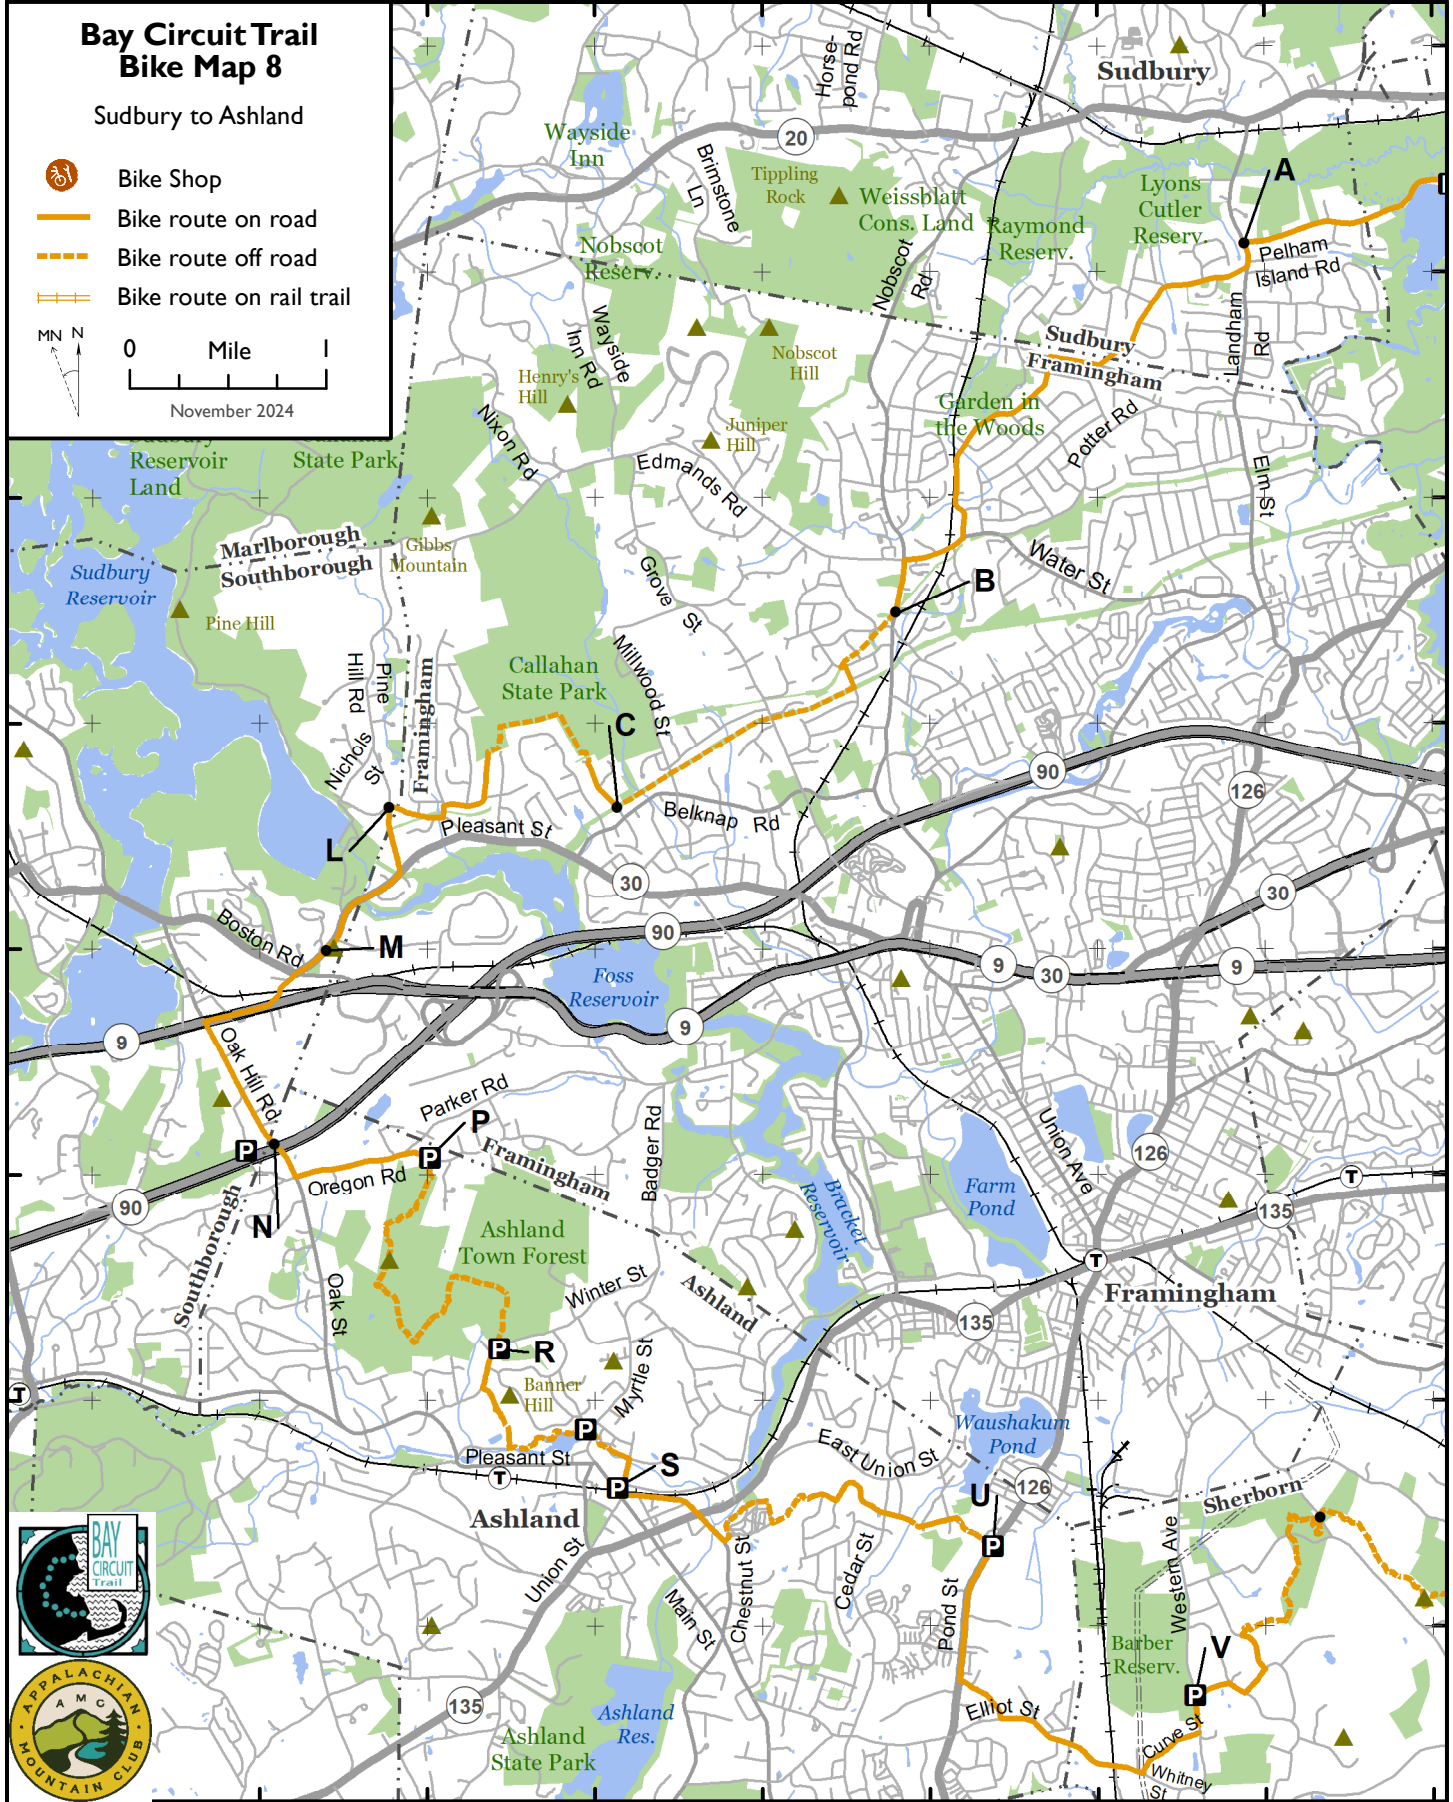 Bay Circuit Trail
Bike Map 8
Sudbury to Ashland
Bike Shop
Bike route on road
Bike route off road
Bike route on rail trail
MN N
0 Mile 1
November 2024
Horse-
pond Rd
Sudbury
Wayside
Inn
20
Brimstone
Ln
Tippling
Rock
Weissblatt
Cons. Land
Lyons
Cutler
Reserv.
A
Raymond
Reserv.
Nobscot
Reserv.
Nobscot
Rd
Pelham
Island Rd
Landham
Rd
Wayside
Inn Rd
Sudbury
Framingham
Nobscot
Hill
Henry's
Hill
Nixon Rd
Juniper
Hill
Garden in
the Woods
Potter Rd
Edmands Rd
Elm St
Sudbury
Reservoir
Land
Callahan
State Park
Marlborough
Southborough
Gibbs
Mountain
Sudbury
Reservoir
Pine Hill
Grove
St
Water St
B
Pine
Hill Rd
Framingham
Callahan
State Park
Millwood St
C
Nichols
St
90
126
Belknap Rd
Pleasant St
L
30
30
Boston Rd
M
90
9
30
9
Foss
Reservoir
9
9
Oak Hill Rd
Parker Rd
P
P
P
Framingham
Badger Rd
Union Ave
126
Oregon Rd
90
N
Southborough
Bracket
Reservoir
Farm
Pond
T
135
Ashland
Town Forest
T
Framingham
Oak St
Winter St
Ashland
135
P
R
Myrtle St
Banner
Hill
T
P
Waushakum
Pond
Pleasant St
T
S
P
East Union St
126
U
Sherborn
Ashland
P
BAY
CIRCUIT
Trail
Union St
Chestnut St
Cedar St
Western Ave
Main St
Pond St
Barber
Reserv.
V
P
APPALACHIAN
AMC
MOUNTAIN CLUB
135
Ashland
Res.
Elliot St
Curve St
Ashland
State Park
Whitney
St